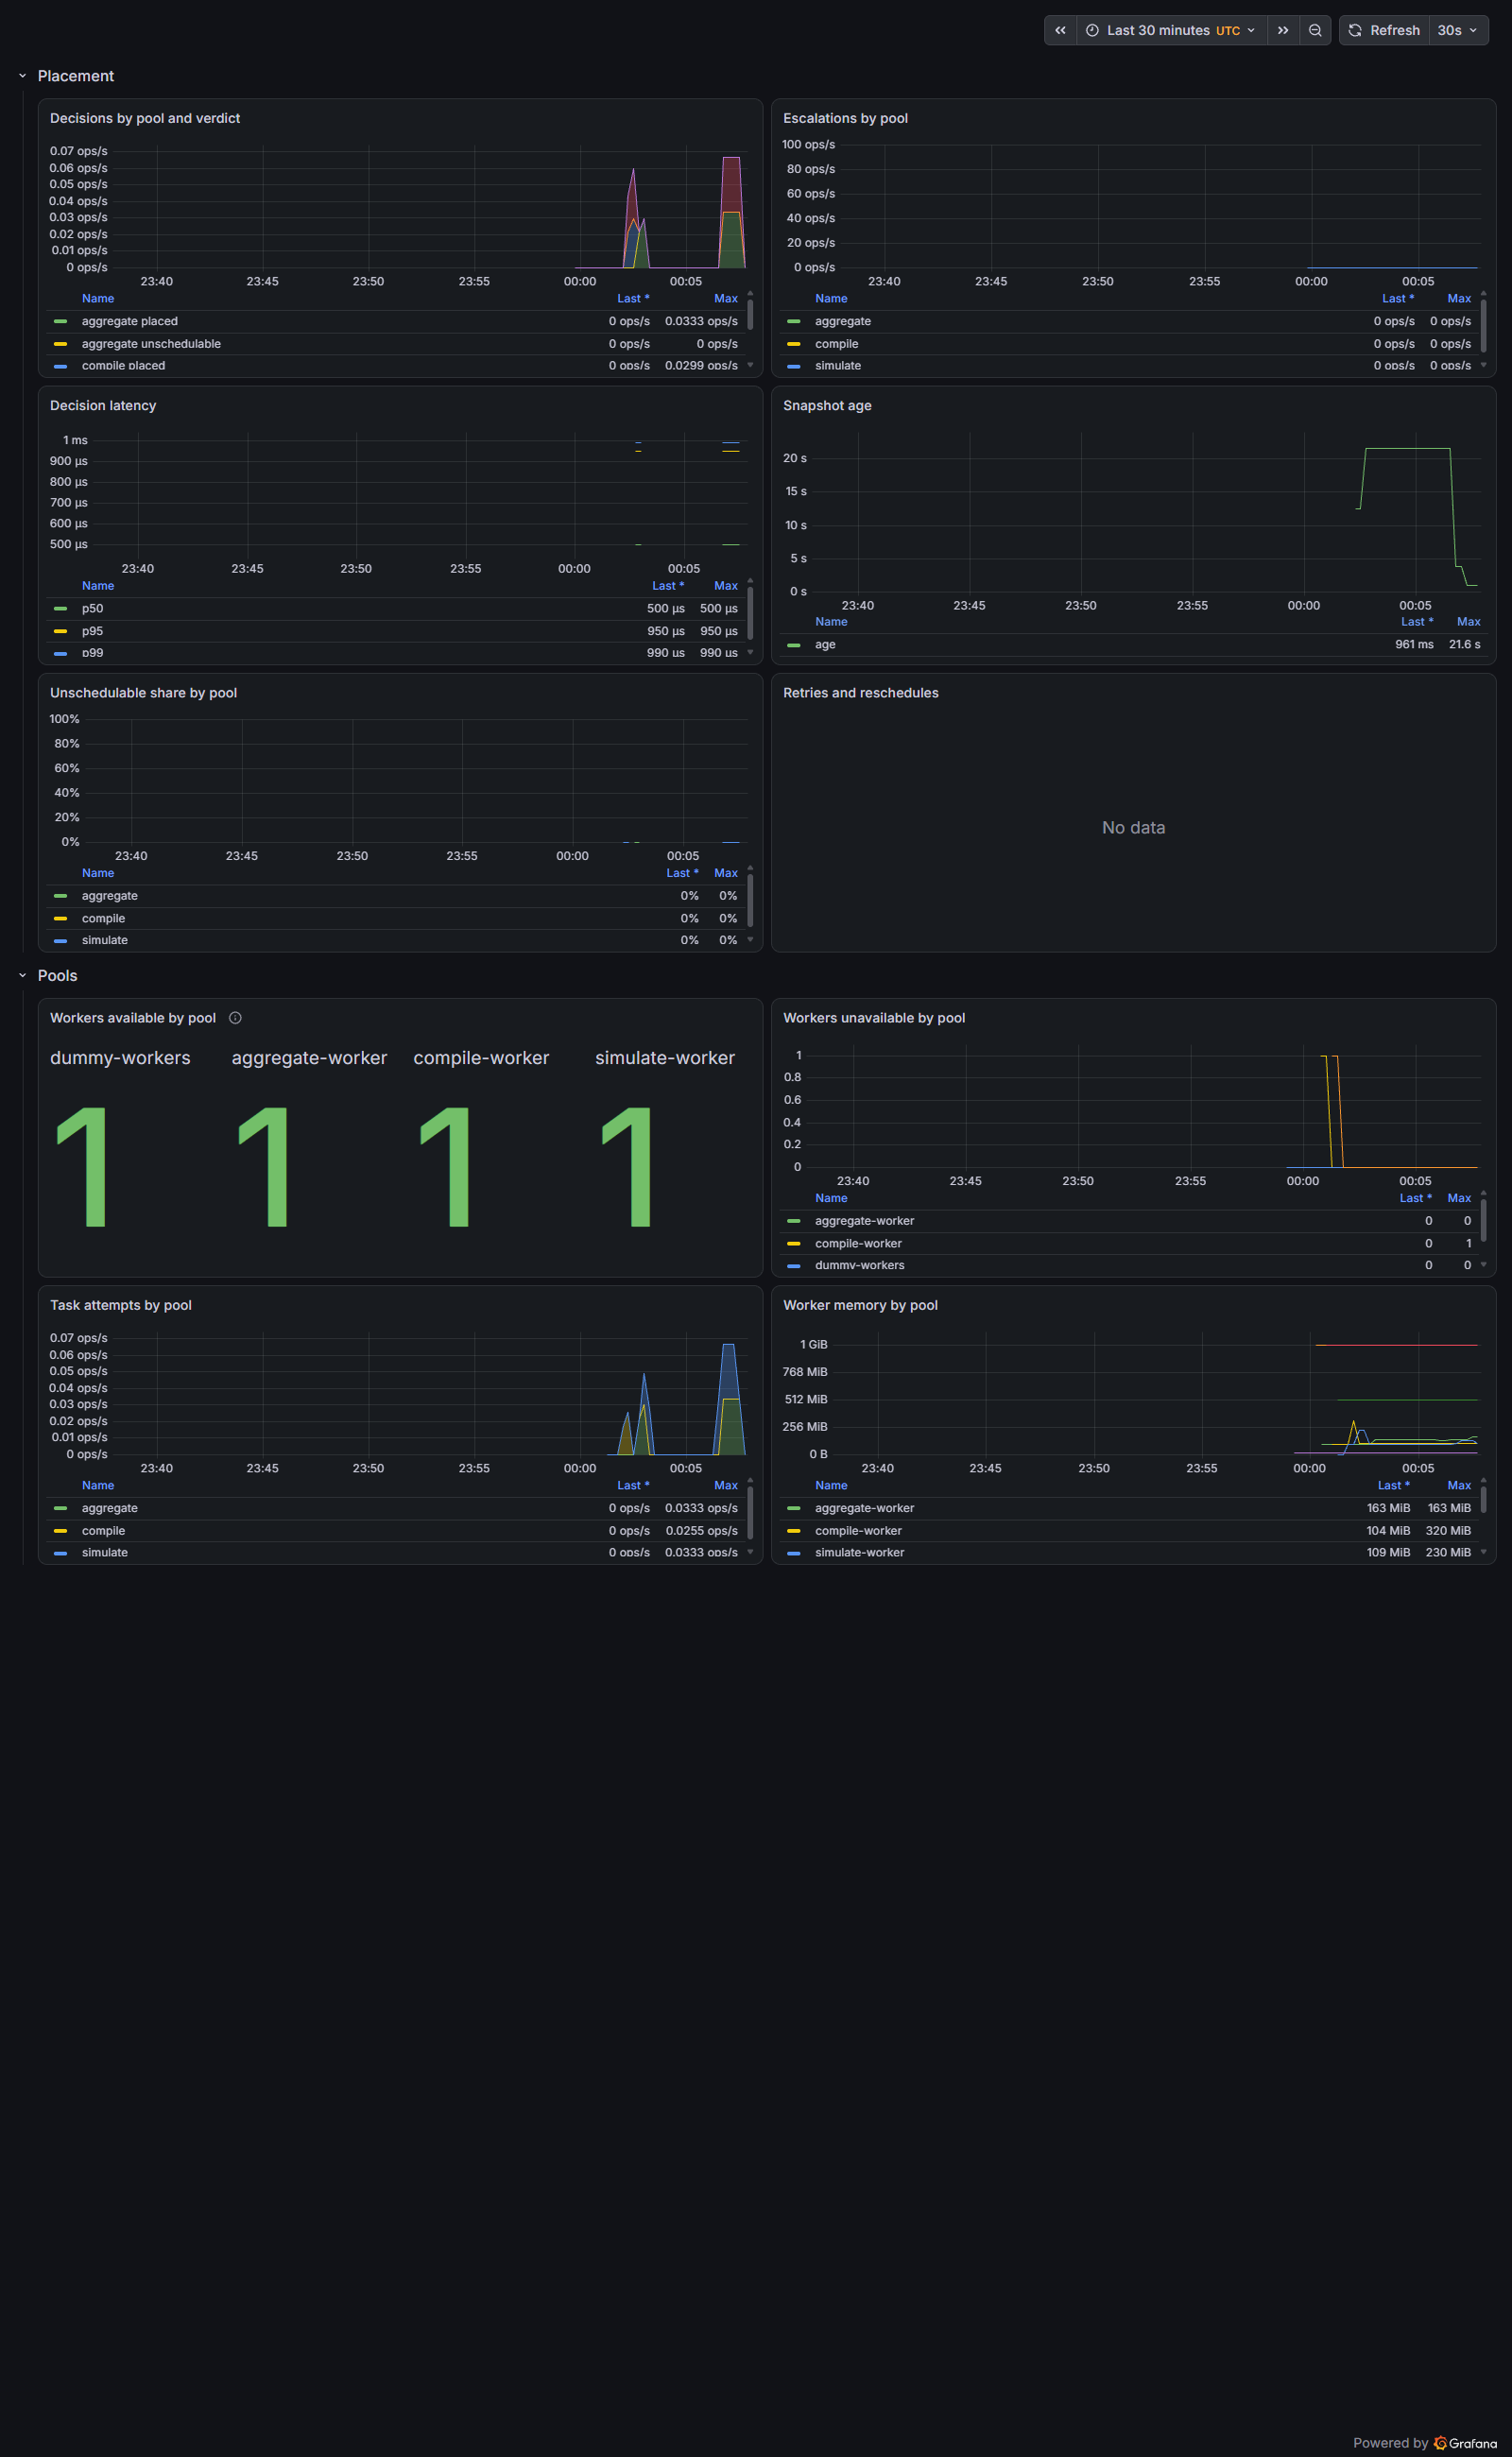 Last 30 minutes UTC
Refresh 30s
Placement
Decisions by pool and verdict
0.07 ops/s
0.06 ops/s
0.05 ops/s
0.04 ops/s
0.03 ops/s
0.02 ops/s
0.01 ops/s
0 ops/s
23:40 23:45 23:50 23:55 00:00 00:05
Name Last * Max
aggregate placed 0 ops/s 0.0333 ops/s
aggregate unschedulable 0 ops/s 0 ops/s
compile placed 0 ops/s 0.0299 ops/s
Escalations by pool
100 ops/s
80 ops/s
60 ops/s
40 ops/s
20 ops/s
0 ops/s
23:40 23:45 23:50 23:55 00:00 00:05
Name Last * Max
aggregate 0 ops/s 0 ops/s
compile 0 ops/s 0 ops/s
simulate 0 ops/s 0 ops/s
Decision latency
1 ms
900 µs
800 µs
700 µs
600 µs
500 µs
23:40 23:45 23:50 23:55 00:00 00:05
Name Last * Max
p50 500 µs 500 µs
p95 950 µs 950 µs
p99 990 µs 990 µs
Snapshot age
20 s
15 s
10 s
5 s
0 s
23:40 23:45 23:50 23:55 00:00 00:05
Name Last * Max
age 961 ms 21.6 s
Unschedulable share by pool
100%
80%
60%
40%
20%
0%
23:40 23:45 23:50 23:55 00:00 00:05
Name Last * Max
aggregate 0% 0%
compile 0% 0%
simulate 0% 0%
Retries and reschedules
No data
Pools
Workers available by pool
dummy-workers aggregate-worker compile-worker simulate-worker
1 1 1 1
Workers unavailable by pool
1
0.8
0.6
0.4
0.2
0
23:40 23:45 23:50 23:55 00:00 00:05
Name Last * Max
aggregate-worker 0 0
compile-worker 0 1
dummy-workers 0 0
Task attempts by pool
0.07 ops/s
0.06 ops/s
0.05 ops/s
0.04 ops/s
0.03 ops/s
0.02 ops/s
0.01 ops/s
0 ops/s
23:40 23:45 23:50 23:55 00:00 00:05
Name Last * Max
aggregate 0 ops/s 0.0333 ops/s
compile 0 ops/s 0.0255 ops/s
simulate 0 ops/s 0.0333 ops/s
Worker memory by pool
1 GiB
768 MiB
512 MiB
256 MiB
0 B
23:40 23:45 23:50 23:55 00:00 00:05
Name Last * Max
aggregate-worker 163 MiB 163 MiB
compile-worker 104 MiB 320 MiB
simulate-worker 109 MiB 230 MiB
Powered by Grafana